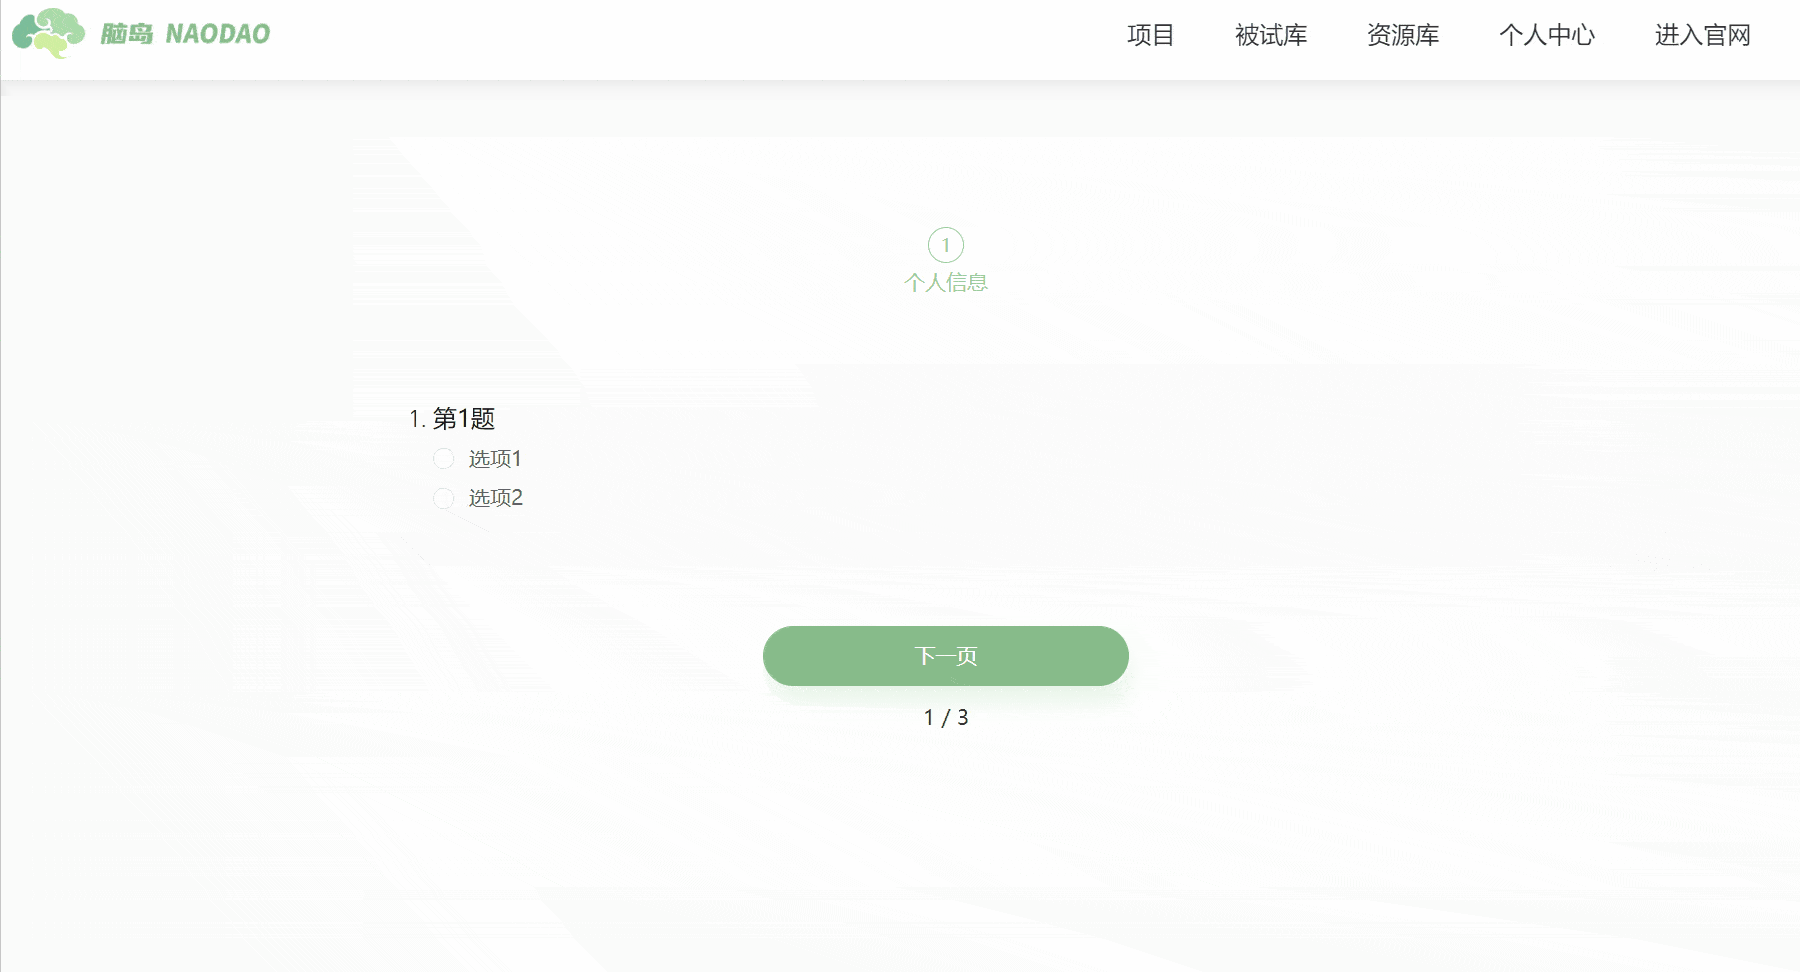 脑岛 NAODAO
项目 被试库 资源库 个人中心 进入官网
1
个人信息
1. 第1题
选项1
选项2
下一页
1 / 3